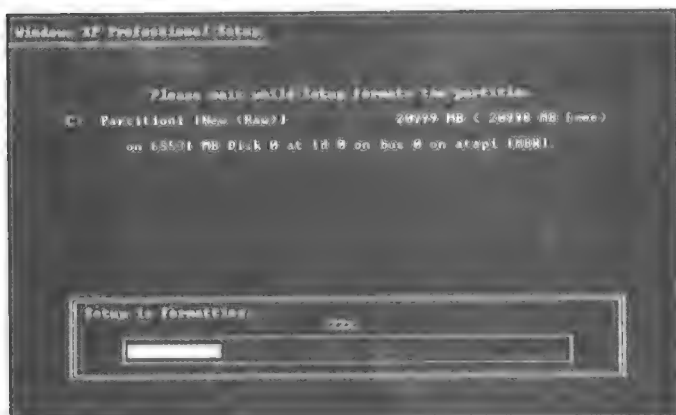 Windows XP Professional Setup
Please wait while Setup formats the partition
C: Partition1 [New (Raw)] MB ( MB free)
on MB Disk 0 at Id 0 on bus 0 on atapi [MBR].
Setup is formatting